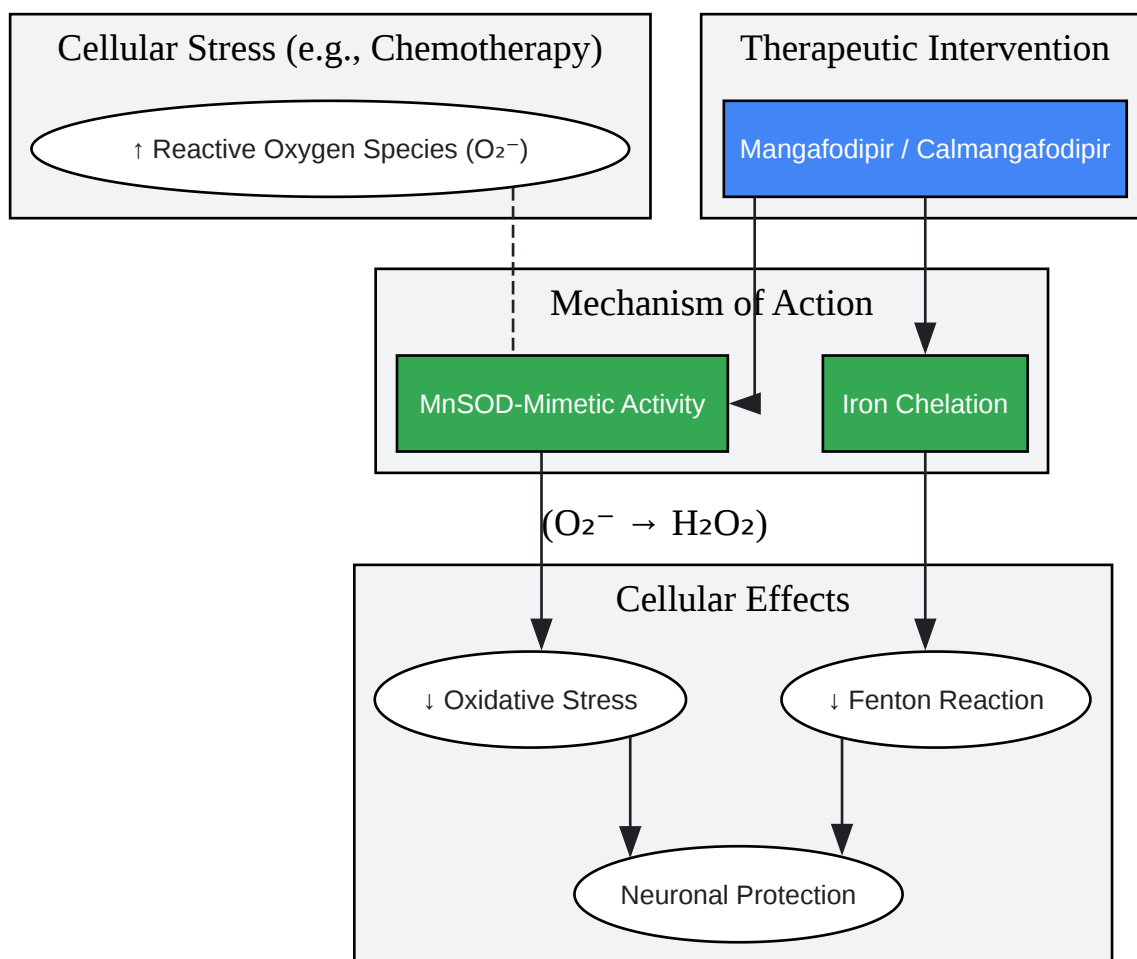 Cellular Stress (e.g., Chemotherapy)
Therapeutic Intervention
↑ Reactive Oxygen Species (O₂⁻)
Mangafodipir / Calmangafodipir
Mechanism of Action
MnSOD-Mimetic Activity
Iron Chelation
(O₂⁻ → H₂O₂)
Cellular Effects
↓ Oxidative Stress
↓ Fenton Reaction
Neuronal Protection